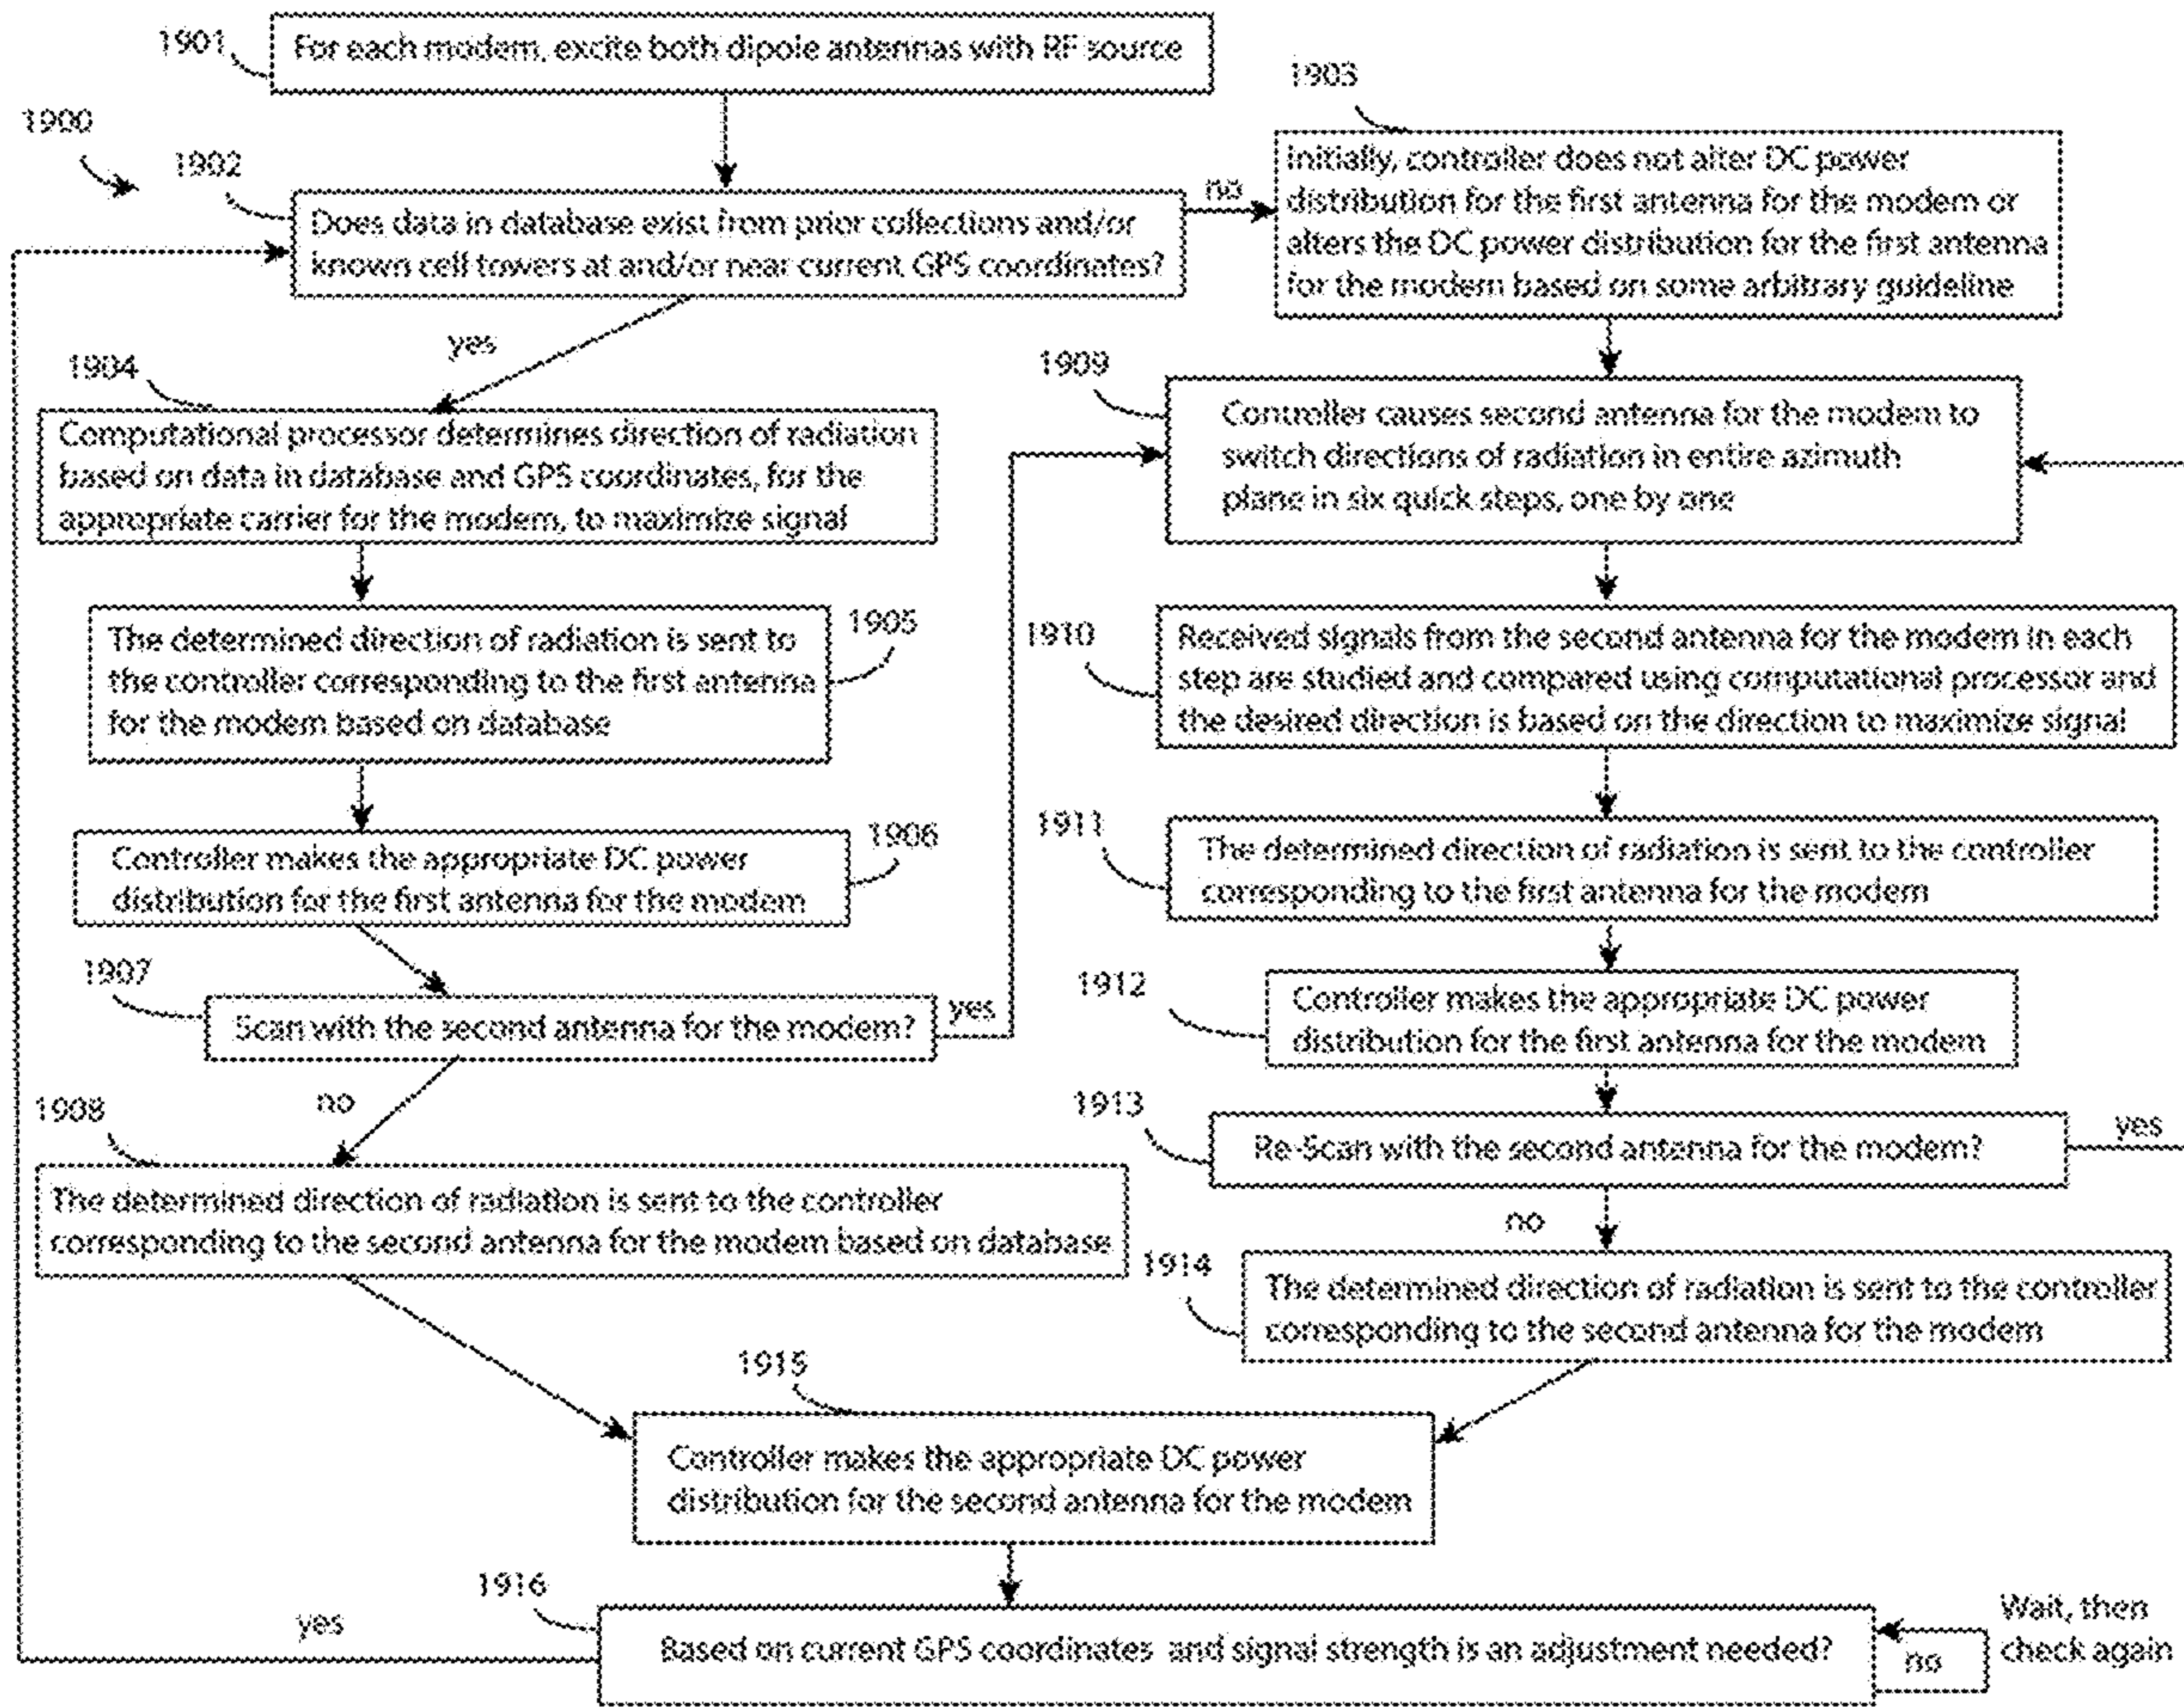 1901
For each modem, excite both dipole antennas with RF source
1900
1902
Does data in database exist from prior collections and/or
known cell towers at and/or near current GPS coordinates?
no
1903
Initially, controller does not alter DC power
distribution for the first antenna for the modem or
alters the DC power distribution for the first antenna
for the modem based on some arbitrary guideline
yes
1904
Computational processor determines direction of radiation
based on data in database and GPS coordinates, for the
appropriate carrier for the modem, to maximize signal
1905
The determined direction of radiation is sent to
the controller corresponding to the first antenna
for the modem based on database
1906
Controller makes the appropriate DC power
distribution for the first antenna for the modem
1907
Scan with the second antenna for the modem?
yes
no
1908
The determined direction of radiation is sent to the controller
corresponding to the second antenna for the modem based on database
1909
Controller causes second antenna for the modem to
switch directions of radiation in entire azimuth
plane in six quick steps, one by one
1910
Received signals from the second antenna for the modem in each
step are studied and compared using computational processor and
the desired direction is based on the direction to maximize signal
1911
The determined direction of radiation is sent to the controller
corresponding to the first antenna for the modem
1912
Controller makes the appropriate DC power
distribution for the first antenna for the modem
1913
Re-Scan with the second antenna for the modem?
yes
no
1914
The determined direction of radiation is sent to the controller
corresponding to the second antenna for the modem
1915
Controller makes the appropriate DC power
distribution for the second antenna for the modem
1916
Based on current GPS coordinates and signal strength is an adjustment needed?
yes
no
Wait, then
check again